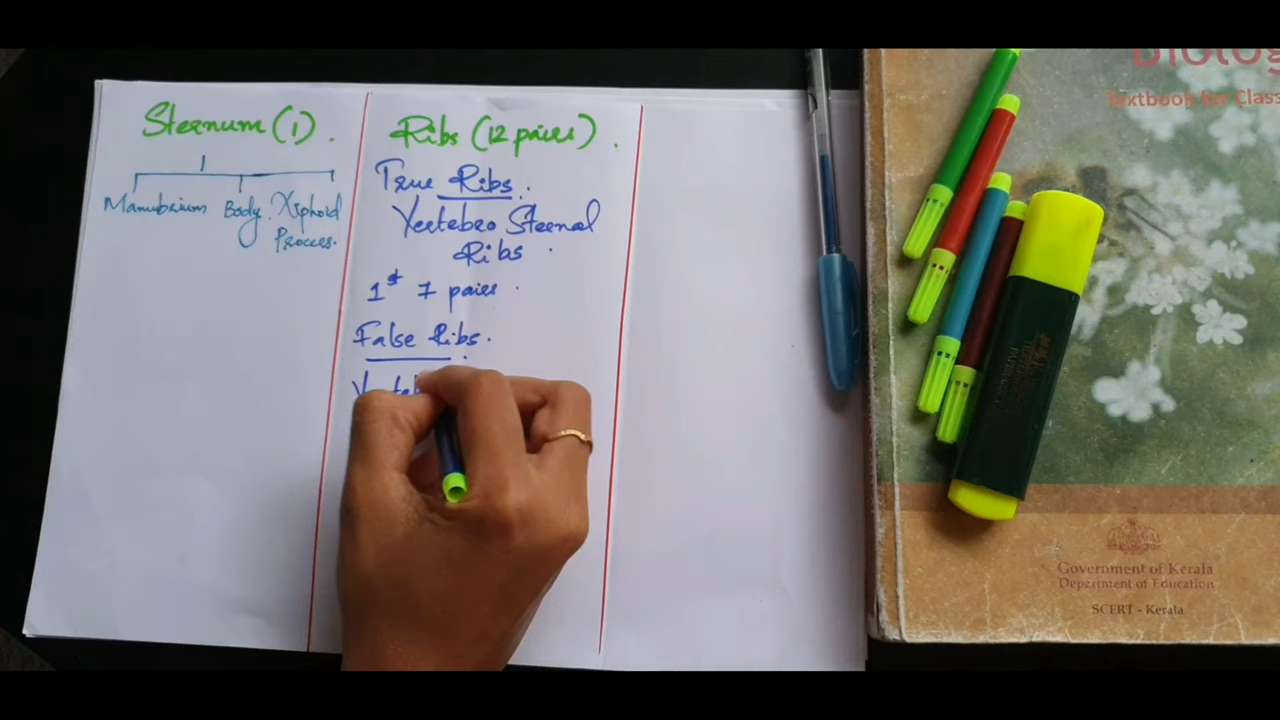 Sternum (1).
Manubrium Body. Xiphoid
Process.
Ribs (12 pairs).
True Ribs.
Vertebro Sternal
Ribs.
1st 7 pairs.
False Ribs.
Biolog
Textbook for Class
Government of Kerala
Department of Education
SCERT - Kerala